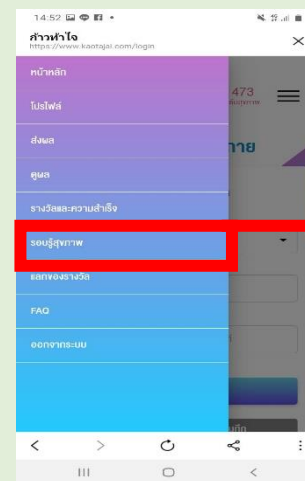 14:52
ก้าวท้าใจ
https://www.kaotajai.com/login
หน้าหลัก
โปรไฟล์
473
ส่งผล
กาย
ดูผล
รางวัลและความสำเร็จ
รอบรู้สุขภาพ
แลกของรางวัล
FAQ
ออกจากระบบ